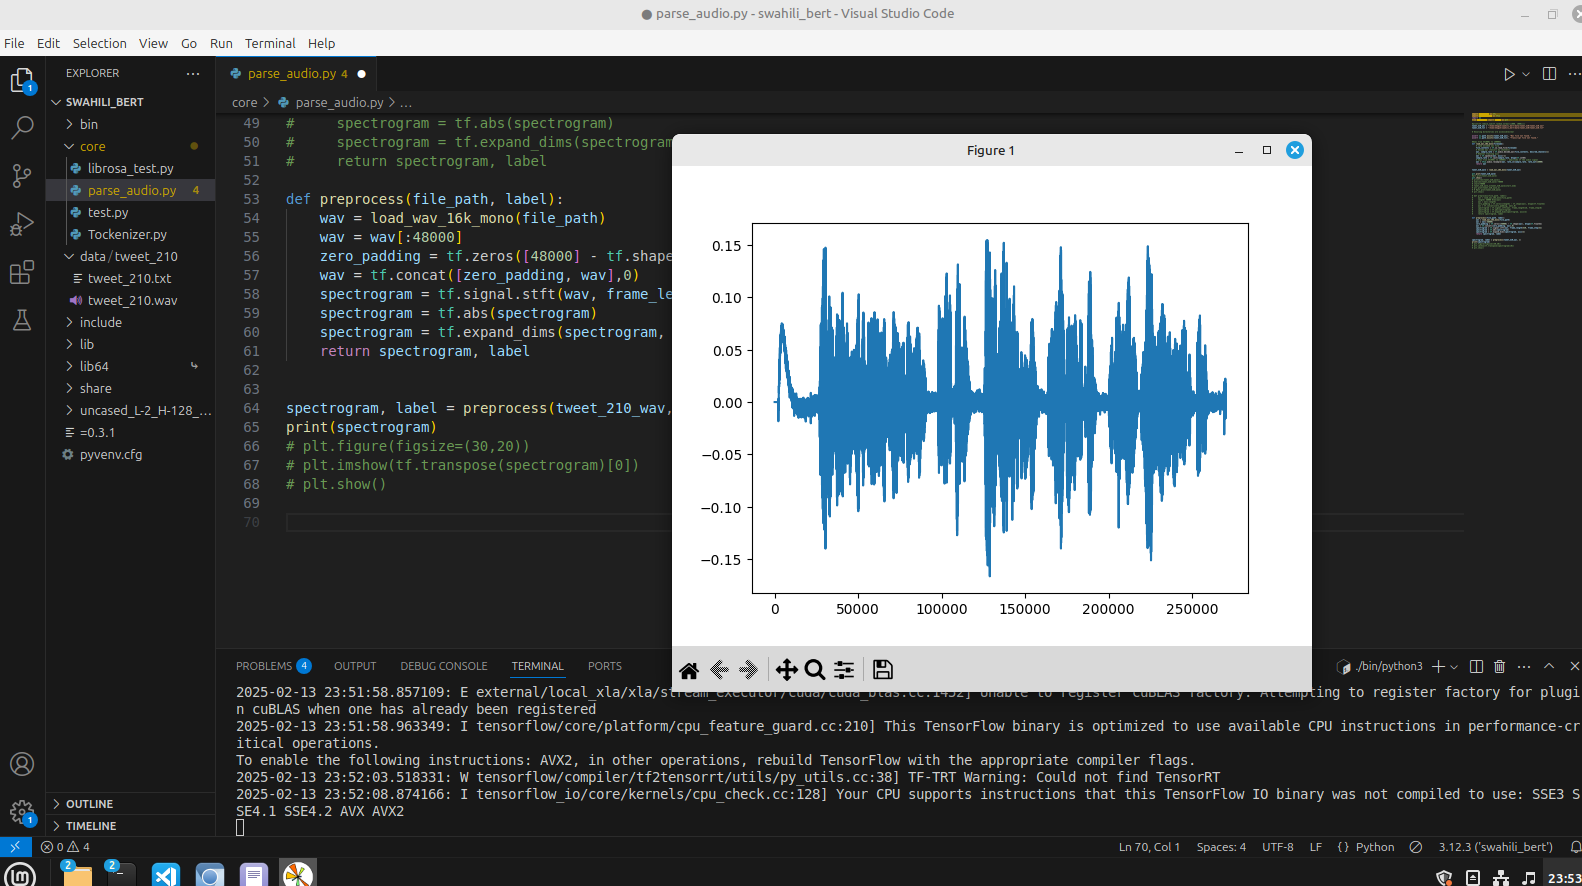 parse_audio.py - swahili_bert - Visual Studio Code
File Edit Selection View Go Run Terminal Help
EXPLORER
SWAHILI_BERT
bin
core
librosa_test.py
parse_audio.py 4
test.py
Tockenizer.py
data/tweet_210
tweet_210.txt
tweet_210.wav
include
lib
lib64
share
uncased_L-2_H-128_...
=0.3.1
pyvenv.cfg
OUTLINE
TIMELINE
parse_audio.py 4
core > parse_audio.py > ...
49 #     spectrogram = tf.abs(spectrogram)
50 #     spectrogram = tf.expand_dims(spectrogram
51 #     return spectrogram, label
52
53 def preprocess(file_path, label):
54     wav = load_wav_16k_mono(file_path)
55     wav = wav[:48000]
56     zero_padding = tf.zeros([48000] - tf.shape
57     wav = tf.concat([zero_padding, wav],0)
58     spectrogram = tf.signal.stft(wav, frame_le
59     spectrogram = tf.abs(spectrogram)
60     spectrogram = tf.expand_dims(spectrogram,
61     return spectrogram, label
62
63
64 spectrogram, label = preprocess(tweet_210_wav,
65 print(spectrogram)
66 # plt.figure(figsize=(30,20))
67 # plt.imshow(tf.transpose(spectrogram)[0])
68 # plt.show()
69
70
Figure 1
0.15
0.10
0.05
0.00
−0.05
−0.10
−0.15
0 50000 100000 150000 200000 250000
PROBLEMS 4 OUTPUT DEBUG CONSOLE TERMINAL PORTS
./bin/python3
2025-02-13 23:51:58.857109: E external/local_xla/xla/stream_executor/cuda/cuda_blas.cc:1452] Unable to register cuBLAS factory: Attempting to register factory for plugi
n cuBLAS when one has already been registered
2025-02-13 23:51:58.963349: I tensorflow/core/platform/cpu_feature_guard.cc:210] This TensorFlow binary is optimized to use available CPU instructions in performance-cr
itical operations.
To enable the following instructions: AVX2, in other operations, rebuild TensorFlow with the appropriate compiler flags.
2025-02-13 23:52:03.518331: W tensorflow/compiler/tf2tensorrt/utils/py_utils.cc:38] TF-TRT Warning: Could not find TensorRT
2025-02-13 23:52:08.874166: I tensorflow_io/core/kernels/cpu_check.cc:128] Your CPU supports instructions that this TensorFlow IO binary was not compiled to use: SSE3 S
SE4.1 SSE4.2 AVX AVX2
0 4
Ln 70, Col 1 Spaces: 4 UTF-8 LF {} Python 3.12.3 ('swahili_bert')
2 2
23:53